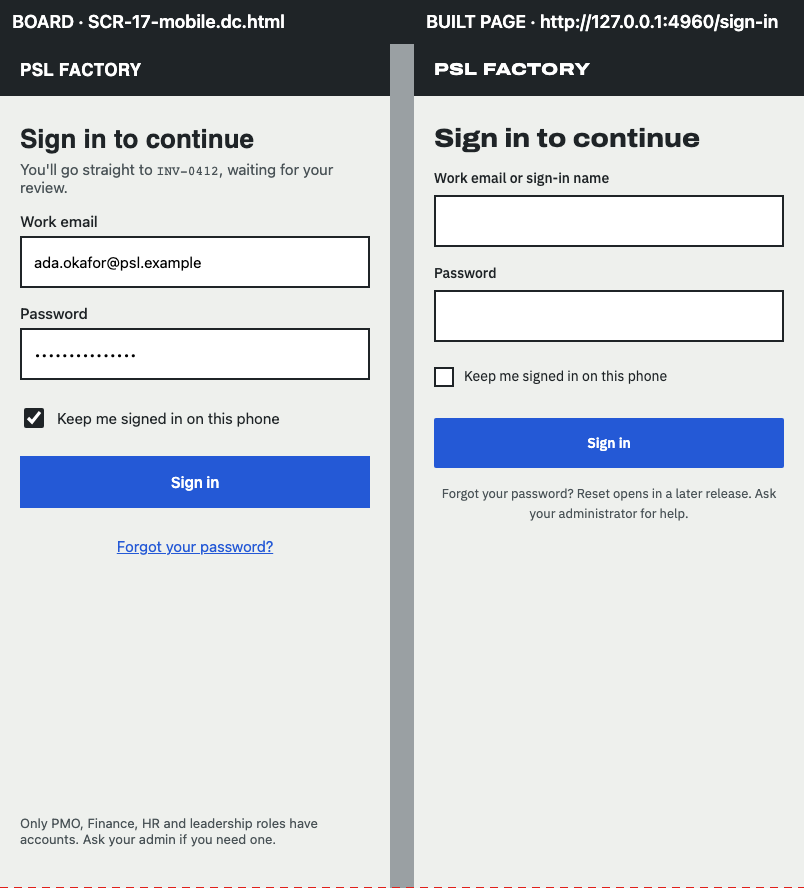 BOARD · SCR-17-mobile.dc.html
PSL FACTORY
Sign in to continue
You'll go straight to INV-0412, waiting for your
review.
Work email
ada.okafor@psl.example
Password
•••••••••••••••
Keep me signed in on this phone
Sign in
Forgot your password?
Only PMO, Finance, HR and leadership roles have
accounts. Ask your admin if you need one.
BUILT PAGE · http://127.0.0.1:4960/sign-in
PSL FACTORY
Sign in to continue
Work email or sign-in name
Password
Keep me signed in on this phone
Sign in
Forgot your password? Reset opens in a later release. Ask
your administrator for help.